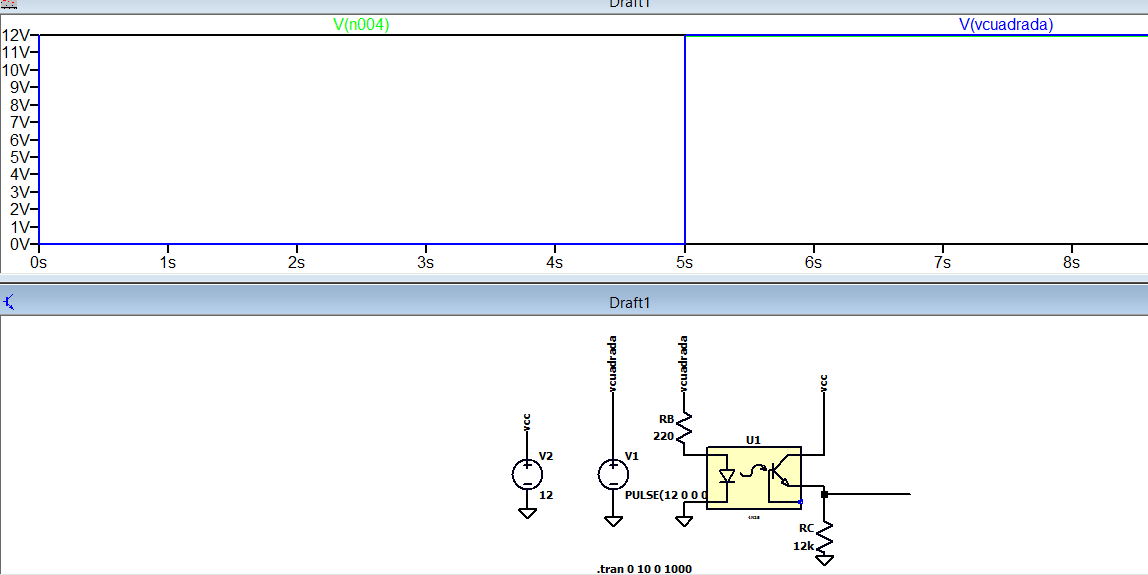 Draft1
V(n004)
V(vcuadrada)
12V
11V
10V
9V
8V
7V
6V
5V
4V
3V
2V
1V
0V
0s
1s
2s
3s
4s
5s
6s
7s
8s
Draft1
vcuadrada
vcuadrada
vcc
vcc
RB
220
U1
V2
12
V1
PULSE(12 0 0 0
RC
12k
.tran 0 10 0 1000